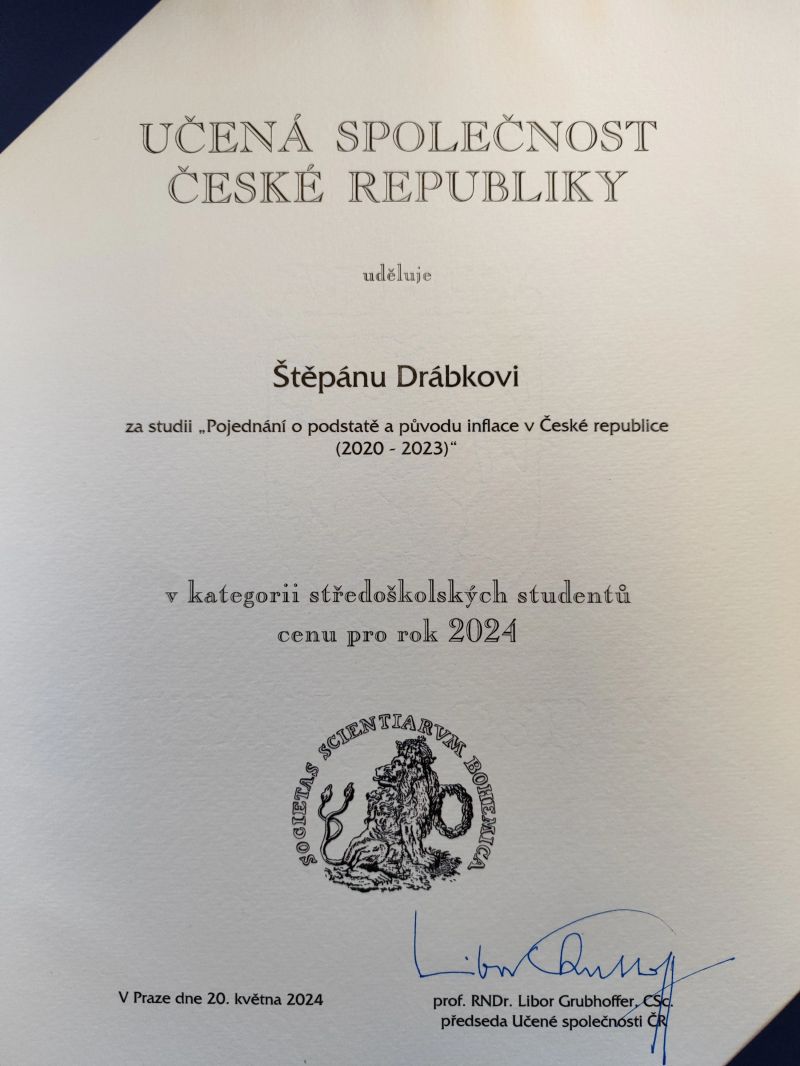 UČENÁ SPOLEČNOST
ČESKÉ REPUBLIKY
uděluje
Štěpánu Drábkovi
za studii „Pojednání o podstatě a původu inflace v České republice
(2020 - 2023)“
v kategorii středoškolských studentů
cenu pro rok 2024
SOCIETAS SCIENTIARVM BOHEMICA
V Praze dne 20. května 2024
prof. RNDr. Libor Grubhoffer, CSc.
předseda Učené společnosti ČR